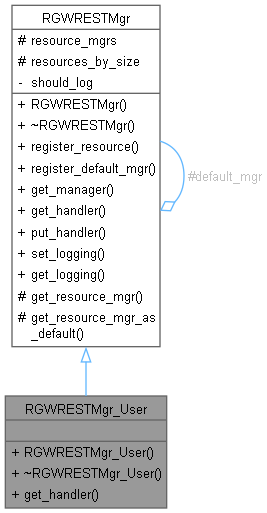 RGWRESTMgr
# resource_mgrs
# resources_by_size
- should_log
+ RGWRESTMgr()
+ ~RGWRESTMgr()
+ register_resource()
+ register_default_mgr()
+ get_manager()
+ get_handler()
+ put_handler()
+ set_logging()
+ get_logging()
# get_resource_mgr()
# get_resource_mgr_as
_default()
#default_mgr
RGWRESTMgr_User
+ RGWRESTMgr_User()
+ ~RGWRESTMgr_User()
+ get_handler()